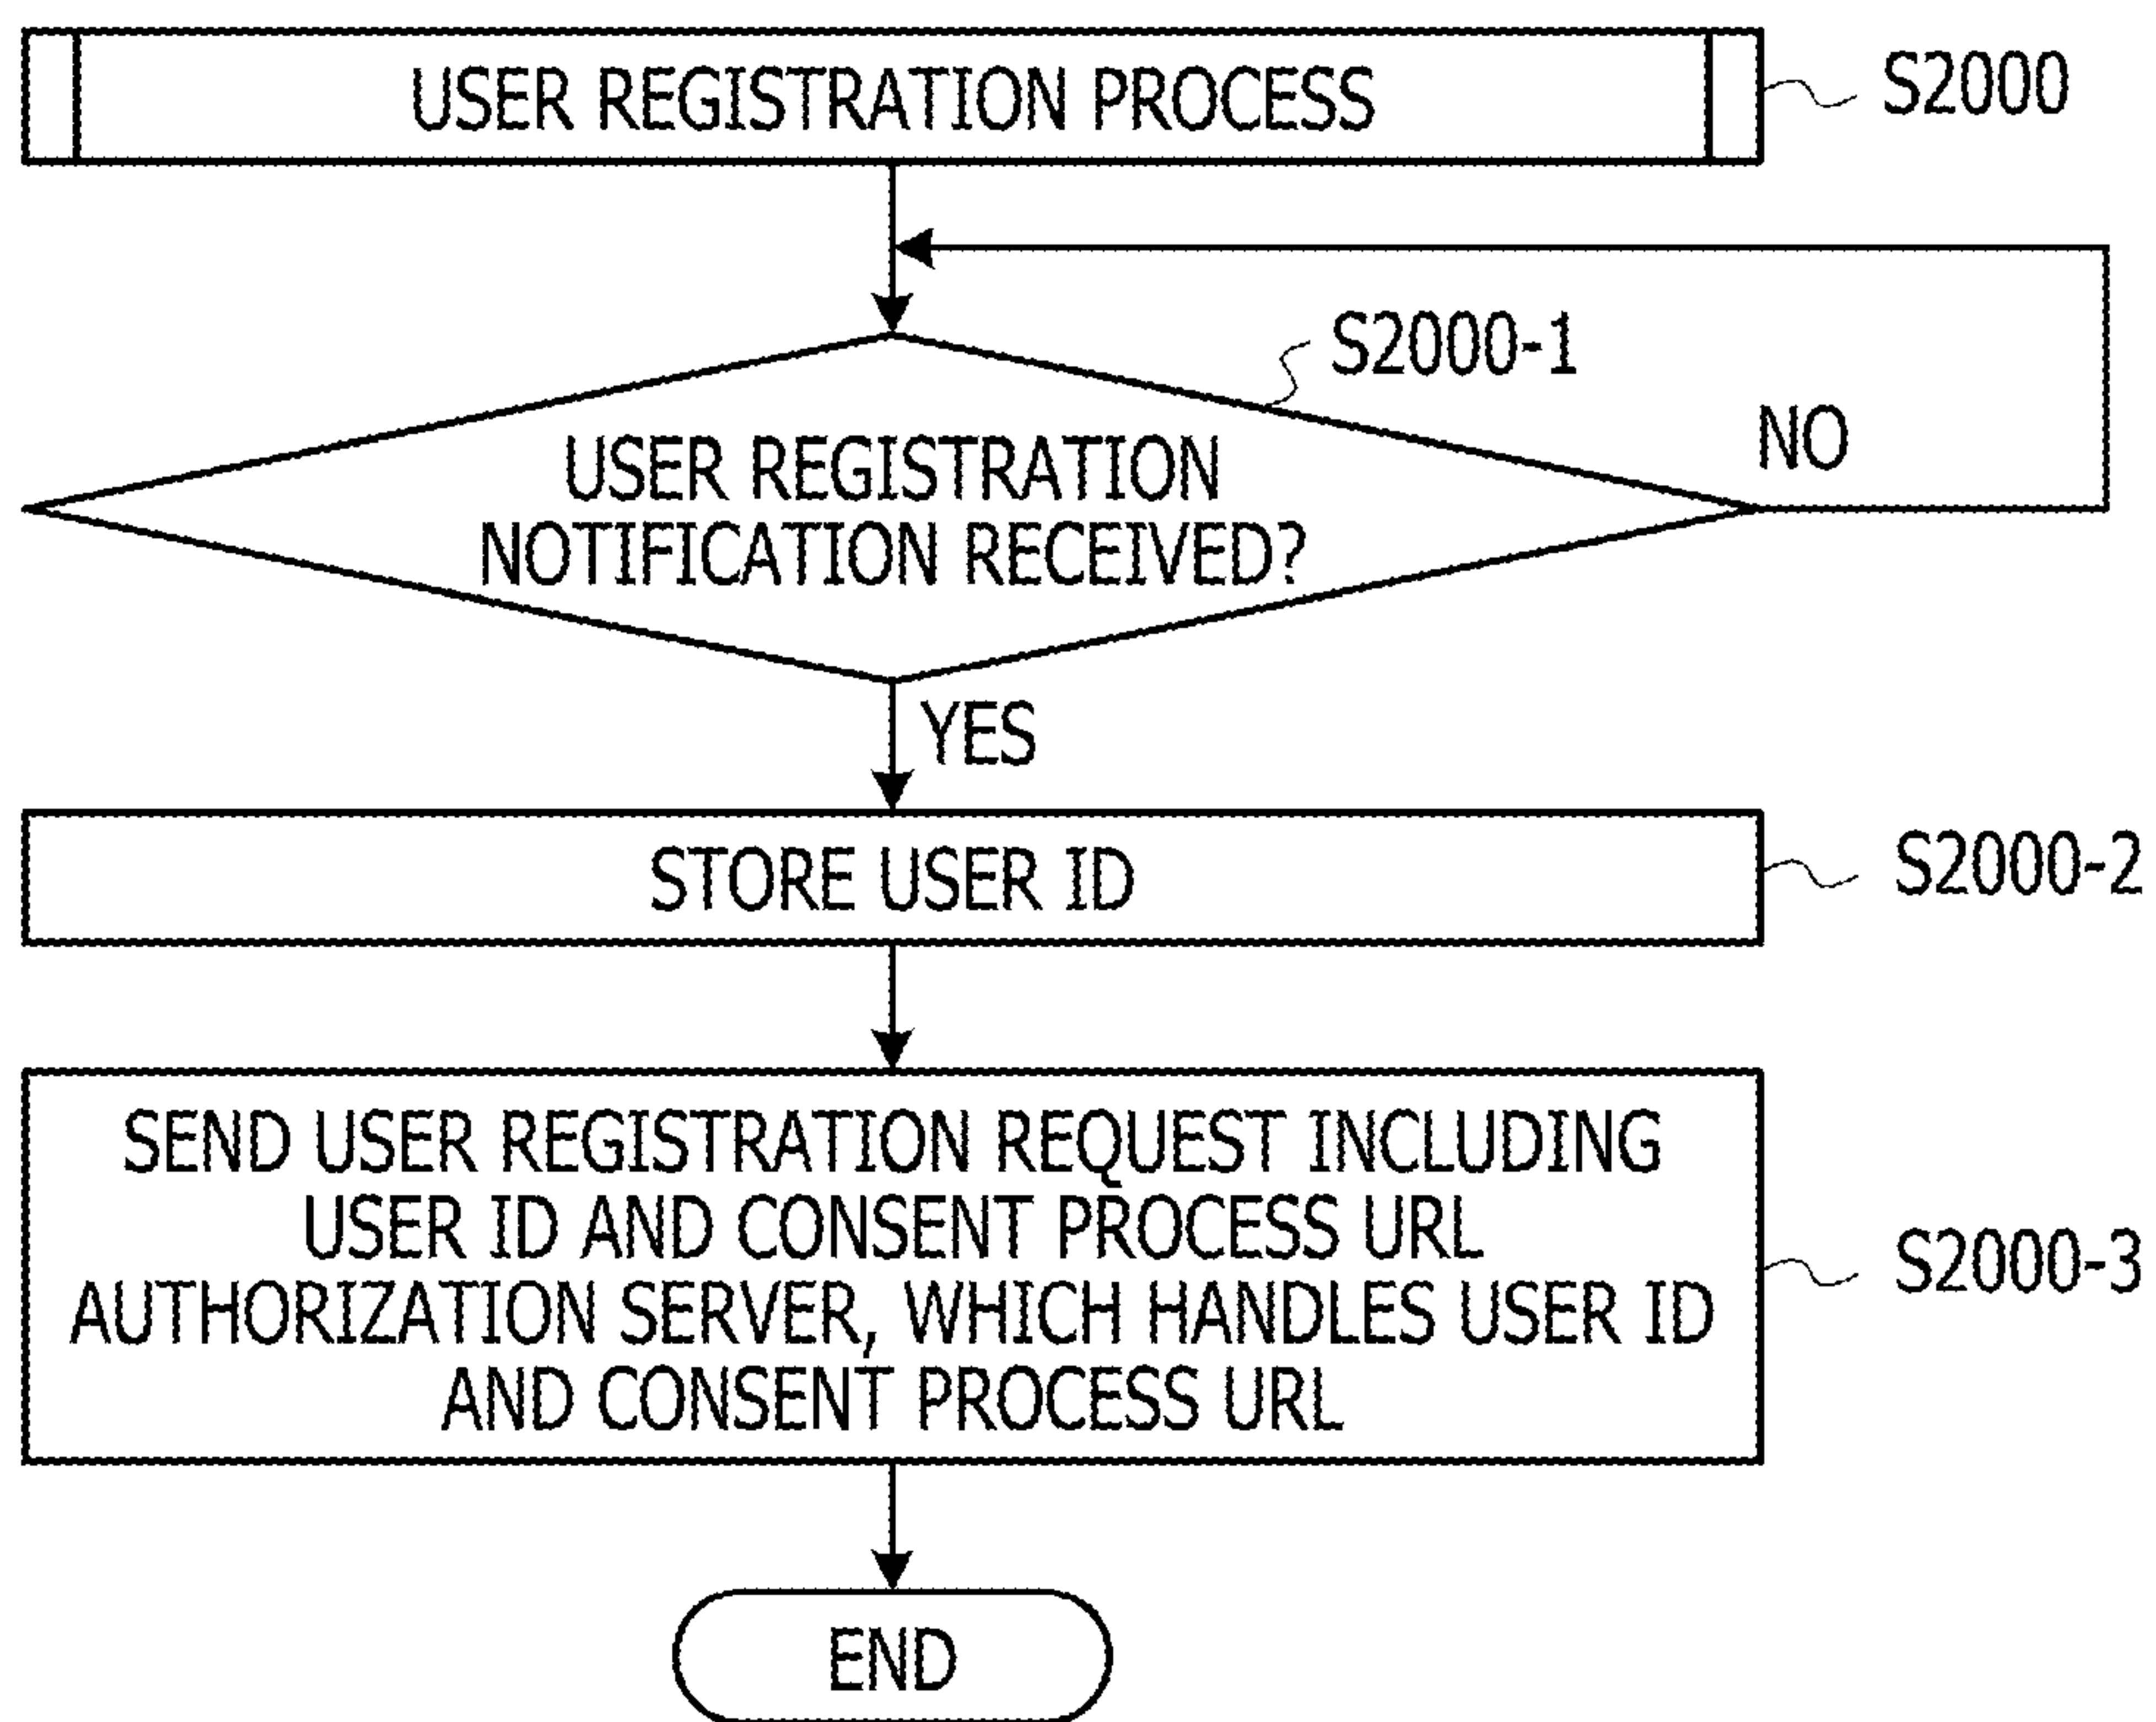 USER REGISTRATION PROCESS
S2000
S2000-1
NO
USER REGISTRATION
NOTIFICATION RECEIVED?
YES
STORE USER ID
S2000-2
SEND USER REGISTRATION REQUEST INCLUDING
USER ID AND CONSENT PROCESS URL
AUTHORIZATION SERVER, WHICH HANDLES USER ID
AND CONSENT PROCESS URL
S2000-3
END